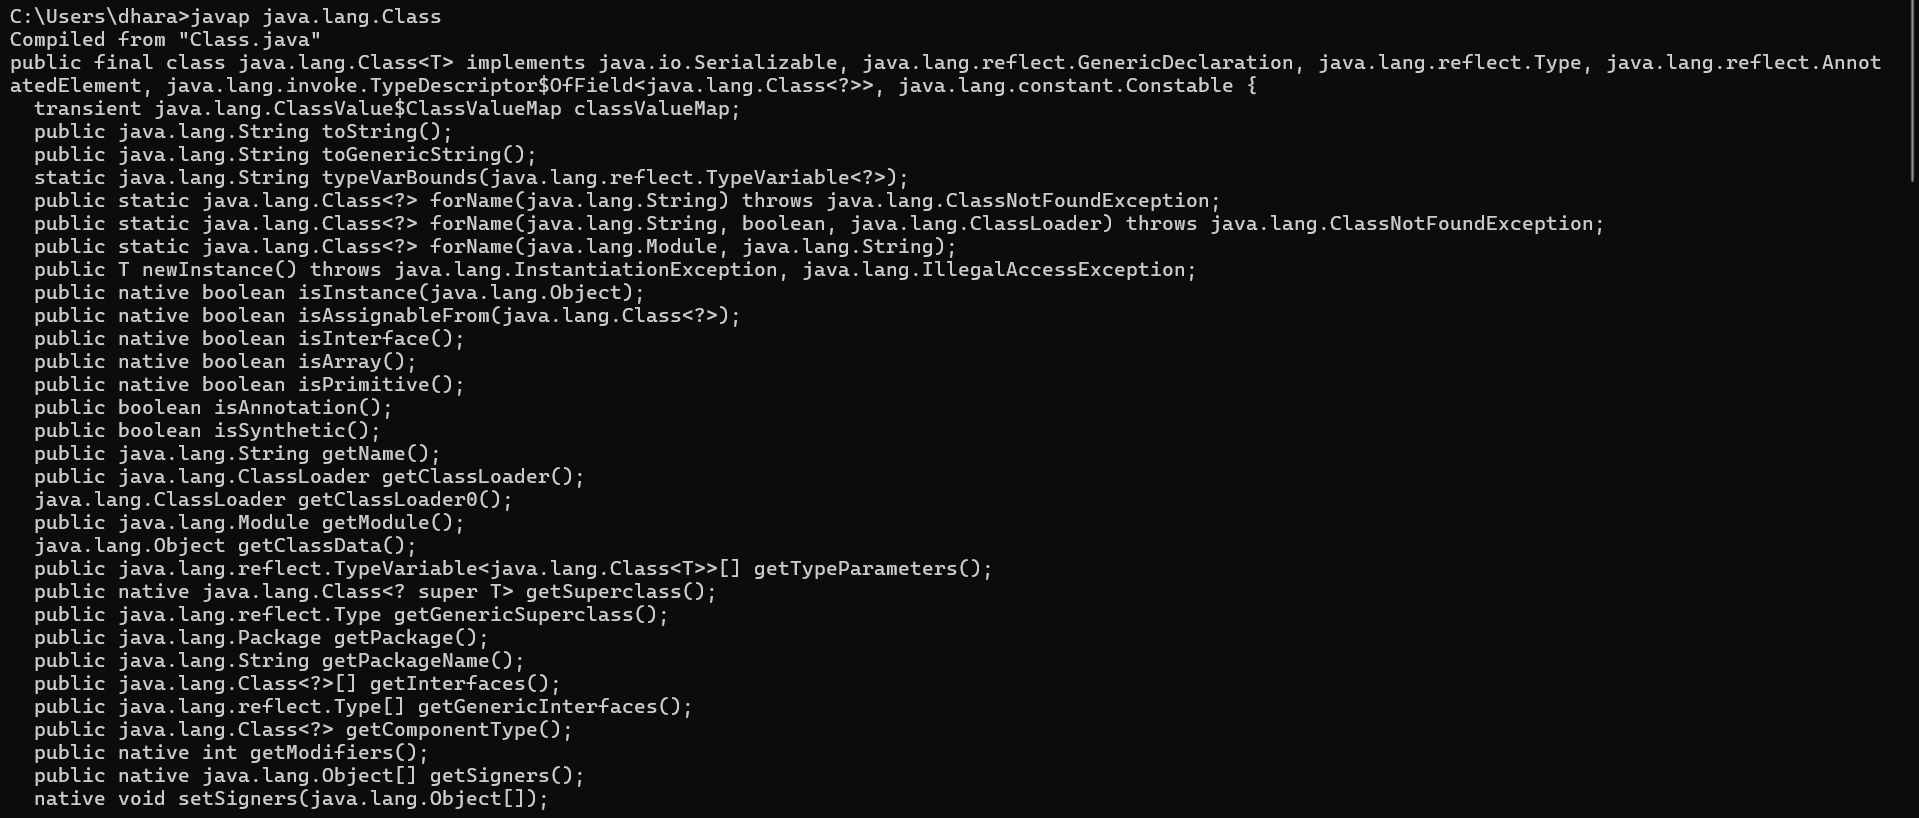 C:\Users\dhara>javap java.lang.Class
Compiled from "Class.java"
public final class java.lang.Class<T> implements java.io.Serializable, java.lang.reflect.GenericDeclaration, java.lang.reflect.Type, java.lang.reflect.Annot
atedElement, java.lang.invoke.TypeDescriptor$OfField<java.lang.Class<?>>, java.lang.constant.Constable {
  transient java.lang.ClassValue$ClassValueMap classValueMap;
  public java.lang.String toString();
  public java.lang.String toGenericString();
  static java.lang.String typeVarBounds(java.lang.reflect.TypeVariable<?>);
  public static java.lang.Class<?> forName(java.lang.String) throws java.lang.ClassNotFoundException;
  public static java.lang.Class<?> forName(java.lang.String, boolean, java.lang.ClassLoader) throws java.lang.ClassNotFoundException;
  public static java.lang.Class<?> forName(java.lang.Module, java.lang.String);
  public T newInstance() throws java.lang.InstantiationException, java.lang.IllegalAccessException;
  public native boolean isInstance(java.lang.Object);
  public native boolean isAssignableFrom(java.lang.Class<?>);
  public native boolean isInterface();
  public native boolean isArray();
  public native boolean isPrimitive();
  public boolean isAnnotation();
  public boolean isSynthetic();
  public java.lang.String getName();
  public java.lang.ClassLoader getClassLoader();
  java.lang.ClassLoader getClassLoader0();
  public java.lang.Module getModule();
  java.lang.Object getClassData();
  public java.lang.reflect.TypeVariable<java.lang.Class<T>>[] getTypeParameters();
  public native java.lang.Class<? super T> getSuperclass();
  public java.lang.reflect.Type getGenericSuperclass();
  public java.lang.Package getPackage();
  public java.lang.String getPackageName();
  public java.lang.Class<?>[] getInterfaces();
  public java.lang.reflect.Type[] getGenericInterfaces();
  public java.lang.Class<?> getComponentType();
  public native int getModifiers();
  public native java.lang.Object[] getSigners();
  native void setSigners(java.lang.Object[]);